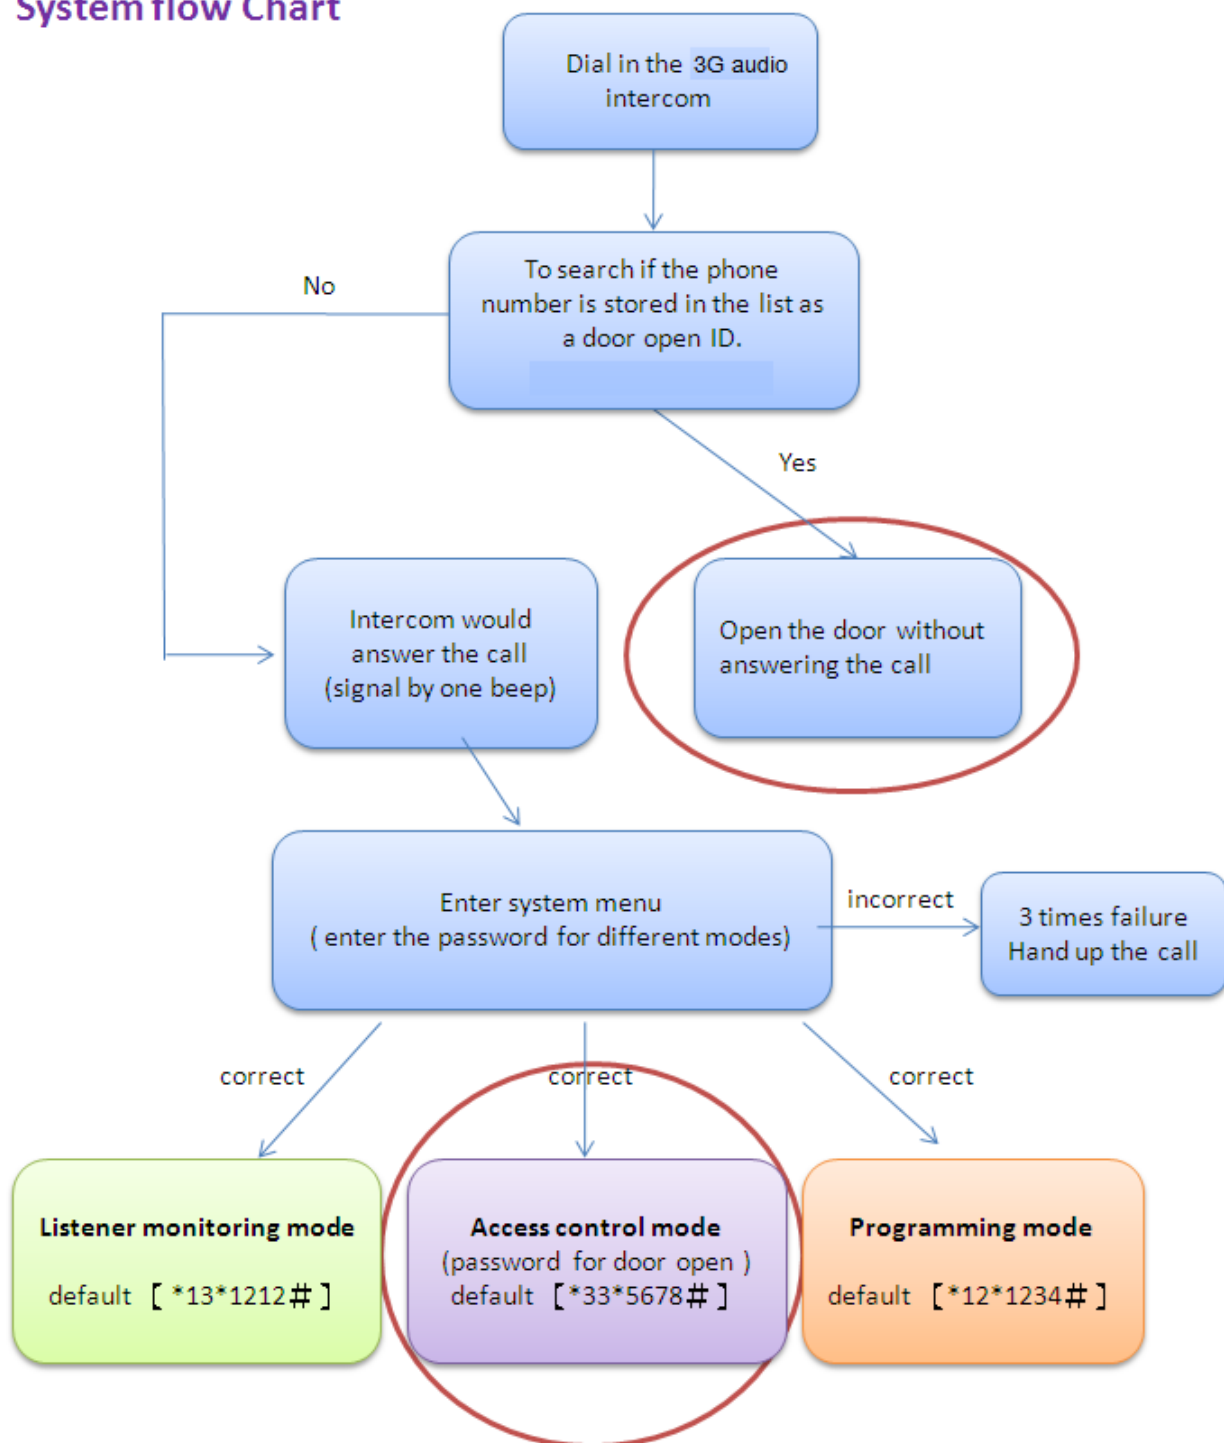 System flow Chart
Dial in the 3G audio
intercom
To search if the phone
number is stored in the list as
a door open ID.
No
Yes
Intercom would
answer the call
(signal by one beep)
Open the door without
answering the call
Enter system menu
( enter the password for different modes)
incorrect
3 times failure
Hand up the call
correct
correct
correct
Listener monitoring mode
default [ *13*1212# ]
Access control mode
(password for door open )
default [*33*5678# ]
Programming mode
default [*12*1234# ]